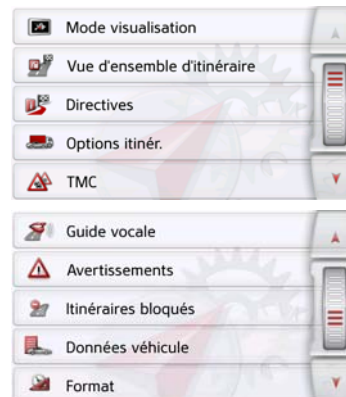 Mode visualisation
Vue d'ensemble d'itinéraire
Directives
Options itinér.
TMC
Guide vocale
Avertissements
Itinéraires bloqués
Données véhicule
Format